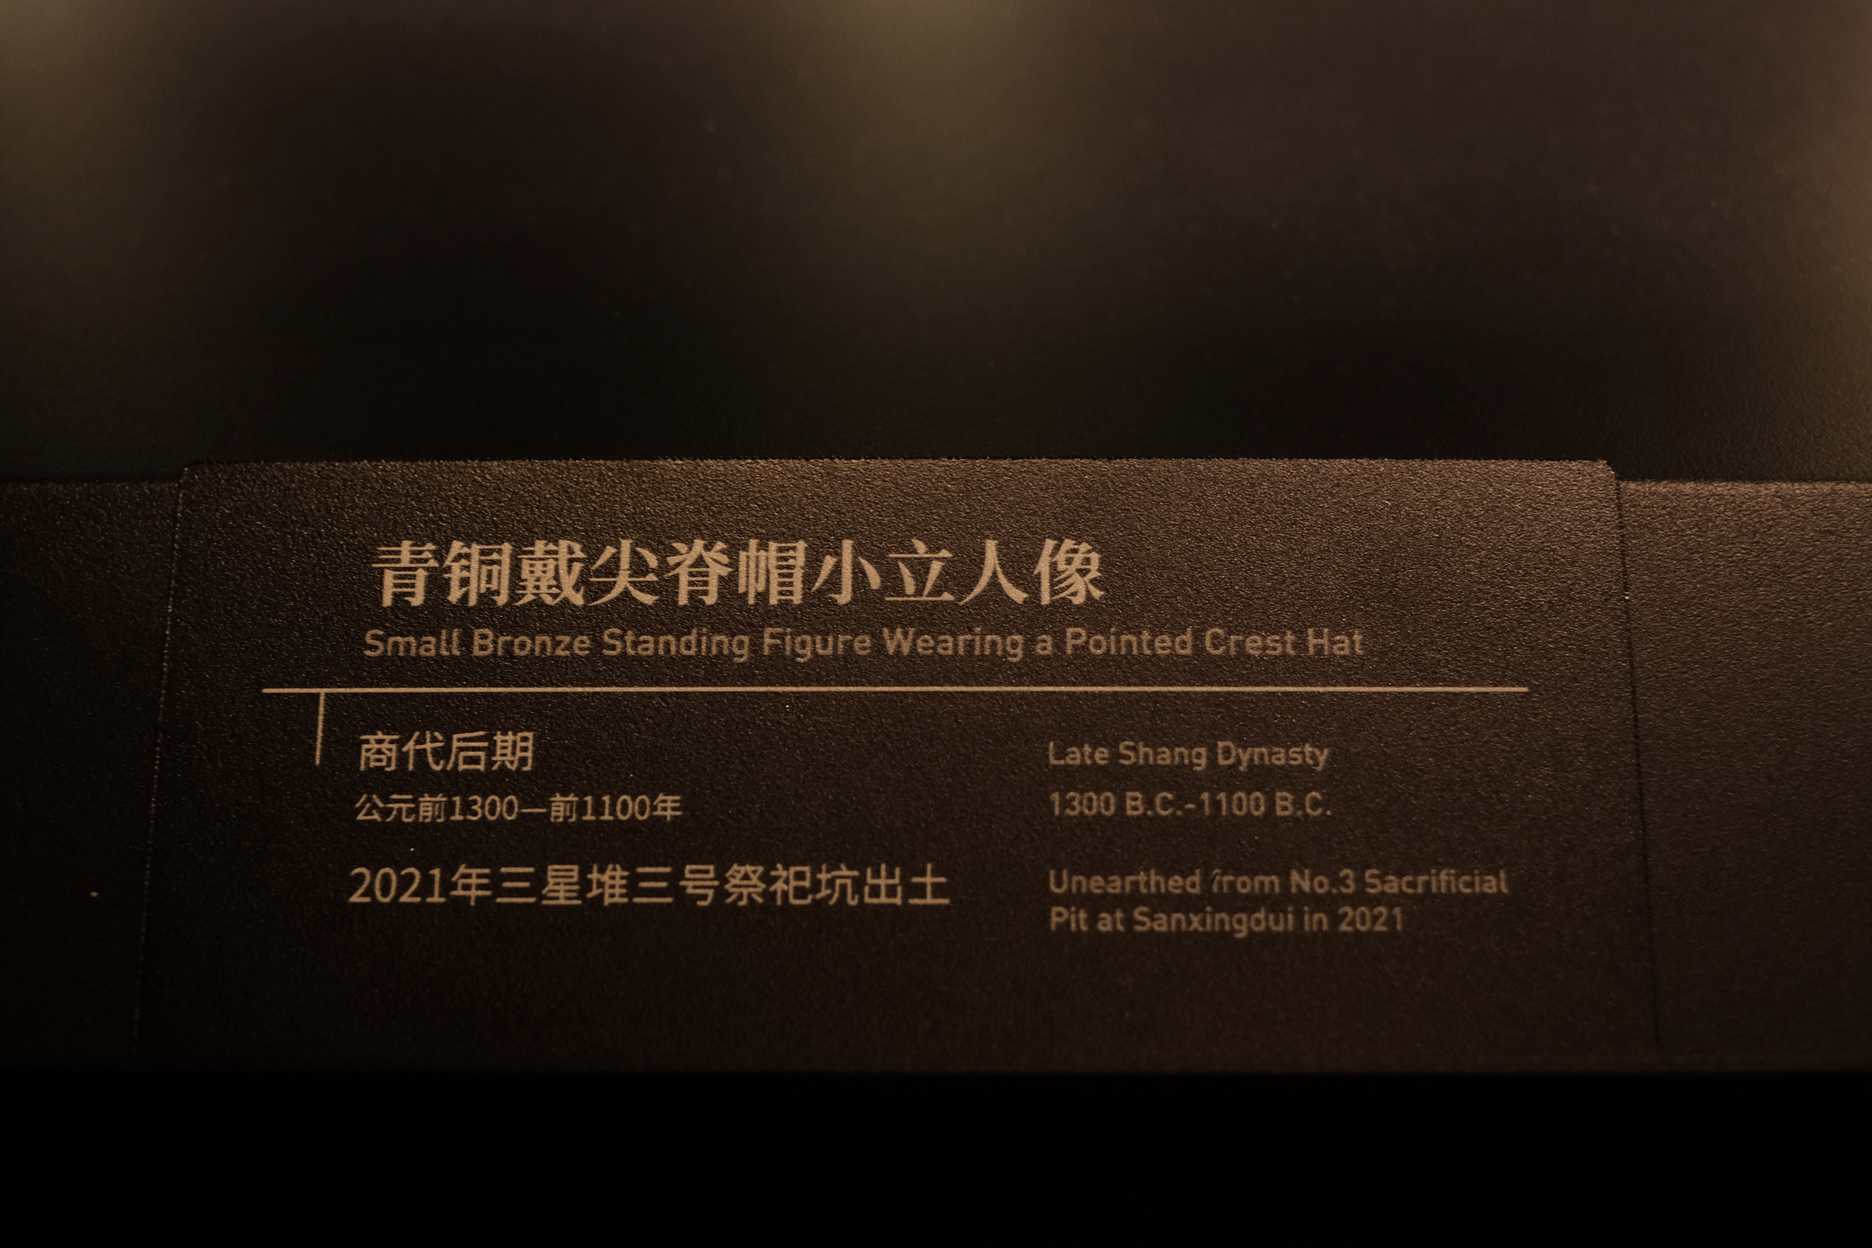 青铜戴尖脊帽小立人像
Small Bronze Standing Figure Wearing a Pointed Crest Hat
商代后期
公元前1300—前1100年
2021年三星堆三号祭祀坑出土
Late Shang Dynasty
1300 B.C.-1100 B.C.
Unearthed from No.3 Sacrificial
Pit at Sanxingdui in 2021